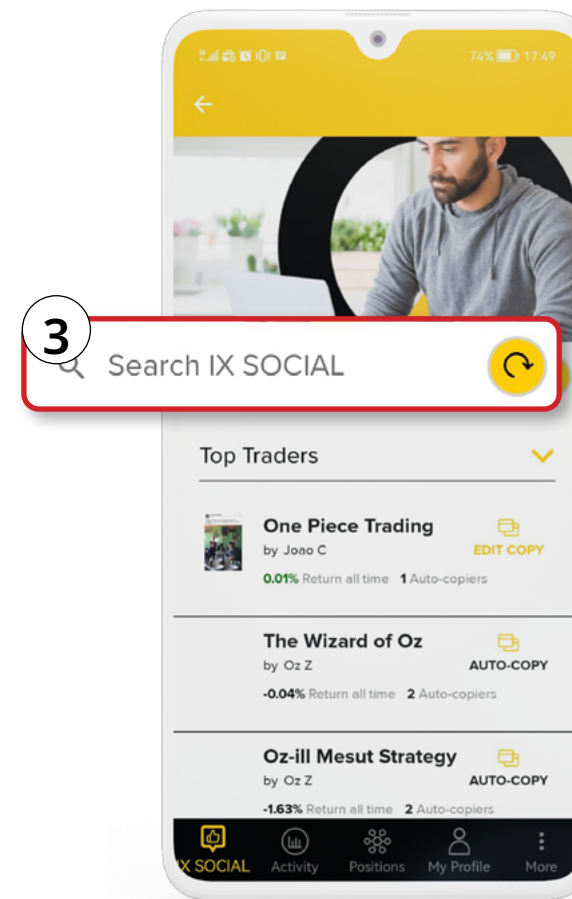 74% 17:49
3
Search IX SOCIAL
Top Traders
One Piece Trading
by Joao C
EDIT COPY
0.01% Return all time 1 Auto-copiers
The Wizard of Oz
by Oz Z
AUTO-COPY
-0.04% Return all time 2 Auto-copiers
Oz-ill Mesut Strategy
by Oz Z
AUTO-COPY
-1.63% Return all time 2 Auto-copiers
IX SOCIAL Activity Positions My Profile More